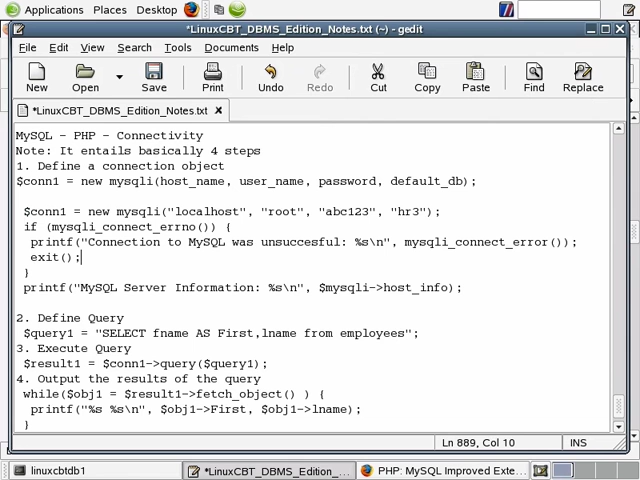 Applications Places Desktop
*LinuxCBT_DBMS_Edition_Notes.txt (~) - gedit
File Edit View Search Tools Documents Help
New Open Save Print Undo Redo Cut Copy Paste Find Replace
*LinuxCBT_DBMS_Edition_Notes.txt
MySQL - PHP - Connectivity
Note: It entails basically 4 steps
1. Define a connection object
$conn1 = new mysqli(host_name, user_name, password, default_db);
$conn1 = new mysqli("localhost", "root", "abc123", "hr3");
if (mysqli_connect_errno()) {
printf("Connection to MySQL was unsuccesful: %s\n", mysqli_connect_error());
exit();
}
printf("MySQL Server Information: %s\n", $mysqli->host_info);
2. Define Query
$query1 = "SELECT fname AS First,lname from employees";
3. Execute Query
$result1 = $conn1->query($query1);
4. Output the results of the query
while($obj1 = $result1->fetch_object() ) {
printf("%s %s\n", $obj1->First, $obj1->lname);
}
Ln 889, Col 10 INS
linuxcbtdb1 *LinuxCBT_DBMS_Edition_... PHP: MySQL Improved Exte...